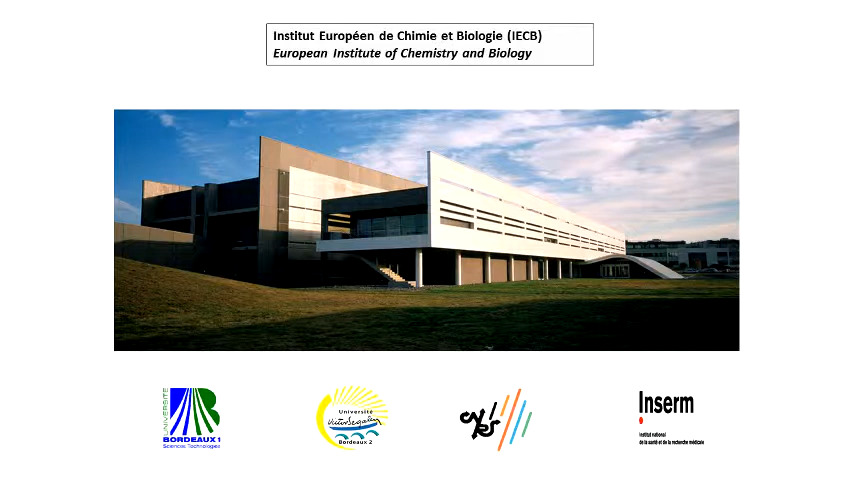 Institut Européen de Chimie et Biologie (IECB)
European Institute of Chemistry and Biology
UNIVERSITÉ
BORDEAUX 1
Sciences Technologies
Université
Victor Segalen
Bordeaux 2
cnrs
Inserm
Institut national
de la santé et de la recherche médicale